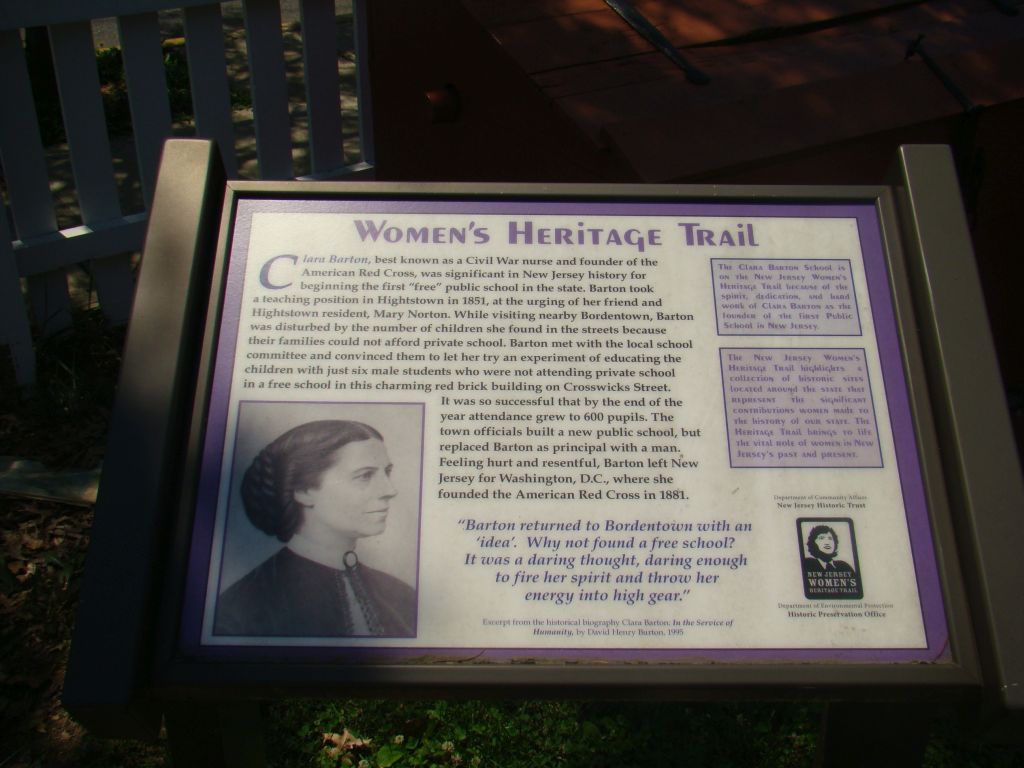 Women's Heritage Trail
Clara Barton, best known as a Civil War nurse and founder of the
American Red Cross, was significant in New Jersey history for
beginning the first “free” public school in the state. Barton took
a teaching position in Hightstown in 1851, at the urging of her friend and
Hightstown resident, Mary Norton. While visiting nearby Bordentown, Barton
was disturbed by the number of children she found in the streets because
their families could not afford private school. Barton met with the local school
committee and convinced them to let her try an experiment of educating the
children with just six male students who were not attending private school
in a free school in this charming red brick building on Crosswicks Street.
It was so successful that by the end of the
year attendance grew to 600 pupils. The
town officials built a new public school, but
replaced Barton as principal with a man.
Feeling hurt and resentful, Barton left New
Jersey for Washington, D.C., where she
founded the American Red Cross in 1881.
“Barton returned to Bordentown with an
‘idea’. Why not found a free school?
It was a daring thought, daring enough
to fire her spirit and throw her
energy into high gear.”
Excerpt from the historical biography Clara Barton: In the Service of
Humanity, by David Henry Burton, 1995
The Clara Barton School is
on the New Jersey Women's
Heritage Trail because of the
spirit, dedication, and hard
work of Clara Barton as the
founder of the First Public
School in New Jersey.
The New Jersey Women's
Heritage Trail highlights a
collection of historic sites
located around the state that
represent the significant
contributions women made to
the history of our state. The
Heritage Trail brings to life
the vital role of women in New
Jersey's past and present.
Department of Community Affairs
New Jersey Historic Trust
NEW JERSEY
WOMEN'S
HERITAGE TRAIL
Department of Environmental Protection
Historic Preservation Office